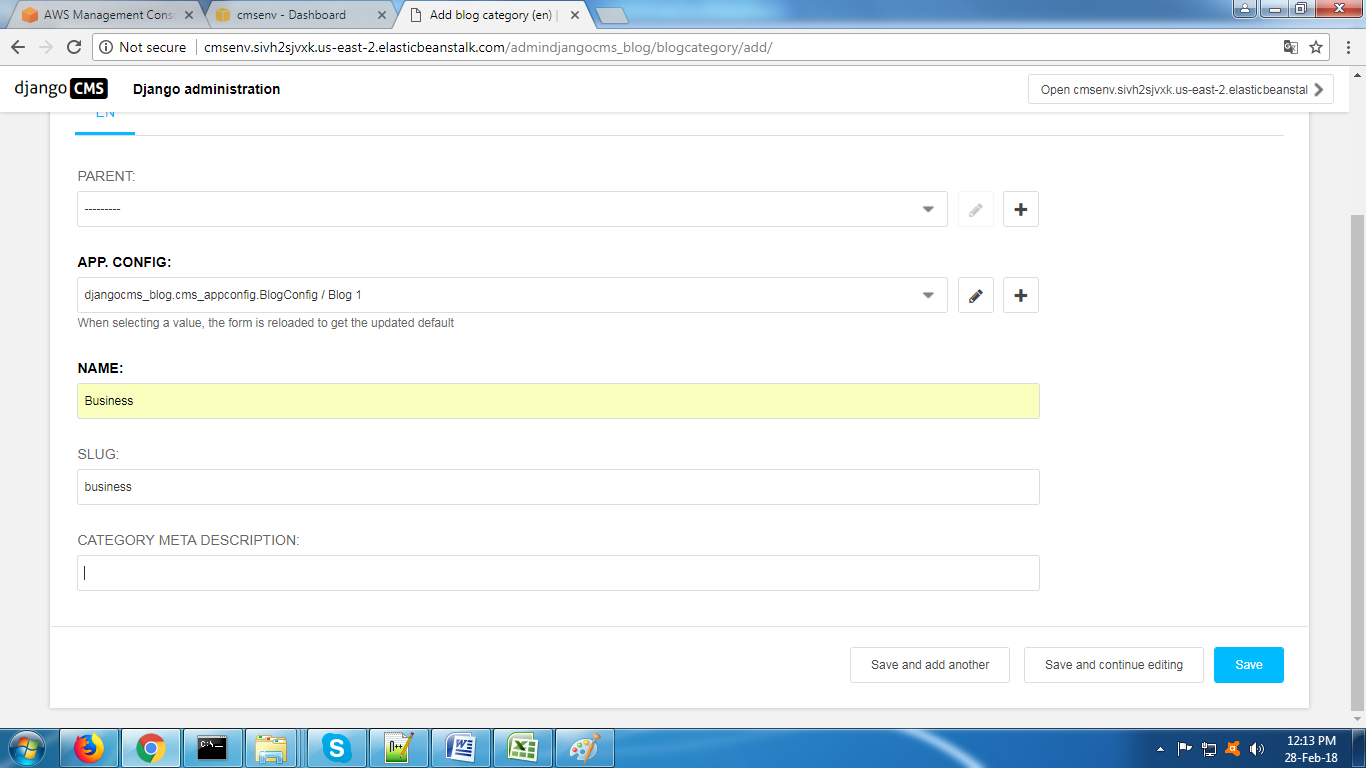 AWS Management Conso
cmsenv - Dashboard
Add blog category (en) |
Not secure
cmsenv.sivh2sjvxk.us-east-2.elasticbeanstalk.com/admindjangocms_blog/blogcategory/add/
django CMS
Django administration
Open cmsenv.sivh2sjvxk.us-east-2.elasticbeanstal
EN
PARENT:
---------
APP. CONFIG:
djangocms_blog.cms_appconfig.BlogConfig / Blog 1
When selecting a value, the form is reloaded to get the updated default
NAME:
Business
SLUG:
business
CATEGORY META DESCRIPTION:
Save and add another
Save and continue editing
Save
12:13 PM
28-Feb-18